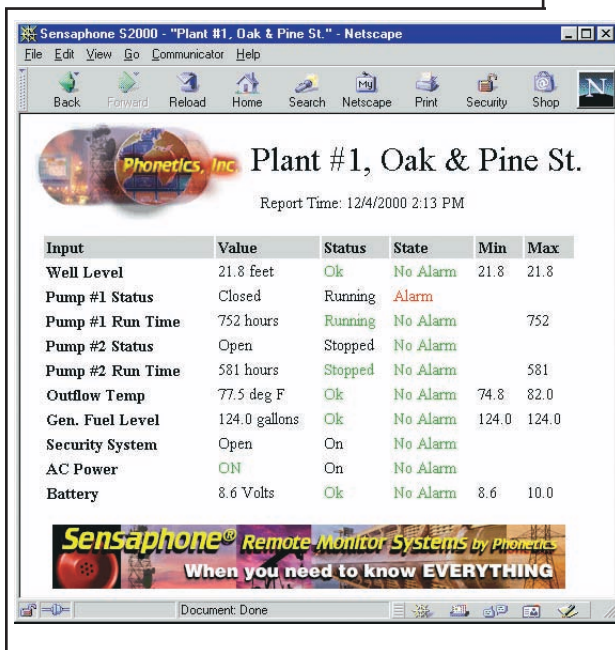 Sensaphone S2000 - "Plant #1, Oak & Pine St." - Netscape
File Edit View Go Communicator Help
Back Forward Reload Home Search Netscape Print Security Shop
My
N
Phonetics, Inc. Plant #1, Oak & Pine St.
Report Time: 12/4/2000 2:13 PM
Input Value Status State Min Max
Well Level 21.8 feet Ok No Alarm 21.8 21.8
Pump #1 Status Closed Running Alarm
Pump #1 Run Time 752 hours Running No Alarm 752
Pump #2 Status Open Stopped No Alarm
Pump #2 Run Time 581 hours Stopped No Alarm 581
Outflow Temp 77.5 deg F Ok No Alarm 74.8 82.0
Gen. Fuel Level 124.0 gallons Ok No Alarm 124.0 124.0
Security System Open On No Alarm
AC Power ON On No Alarm
Battery 8.6 Volts Ok No Alarm 8.6 10.0
Sensaphone® Remote Monitor Systems by Phonetics
When you need to know EVERYTHING
Document: Done